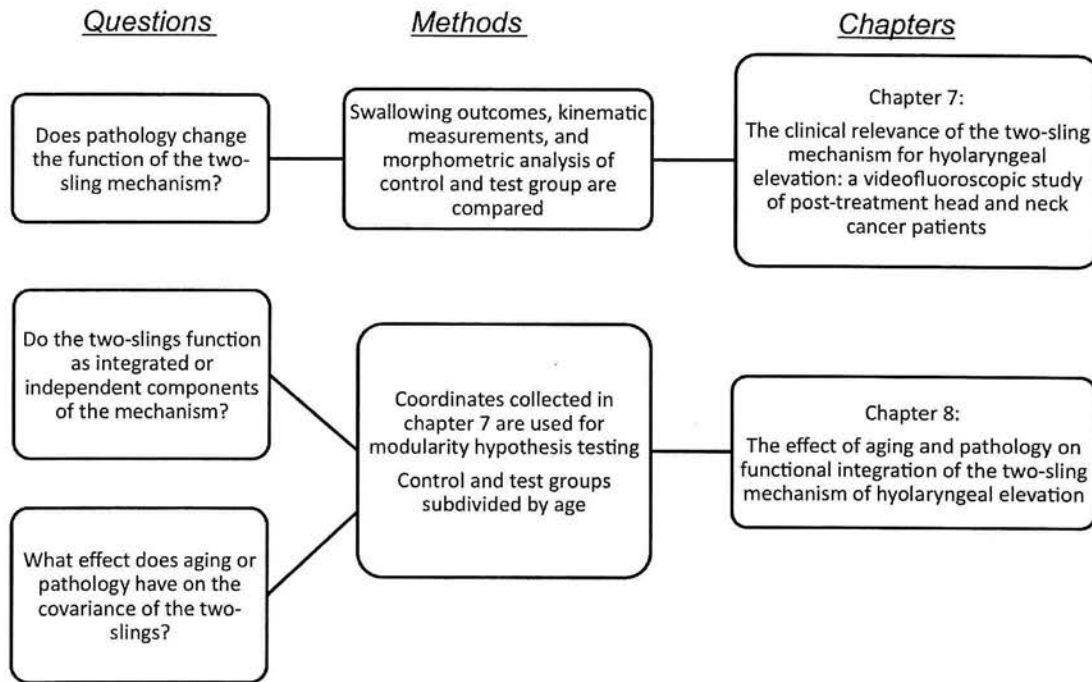 Questions
Methods
Chapters
Does pathology change
the function of the two-
sling mechanism?
Swallowing outcomes, kinematic
measurements, and
morphometric analysis of
control and test group are
compared
Chapter 7:
The clinical relevance of the two-sling
mechanism for hyolaryngeal
elevation: a videofluoroscopic study
of post-treatment head and neck
cancer patients
Do the two-slings function
as integrated or
independent components
of the mechanism?
What effect does aging or
pathology have on the
covariance of the two-
slings?
Coordinates collected in
chapter 7 are used for
modularity hypothesis testing
Control and test groups
subdivided by age
Chapter 8:
The effect of aging and pathology on
functional integration of the two-sling
mechanism of hyolaryngeal elevation